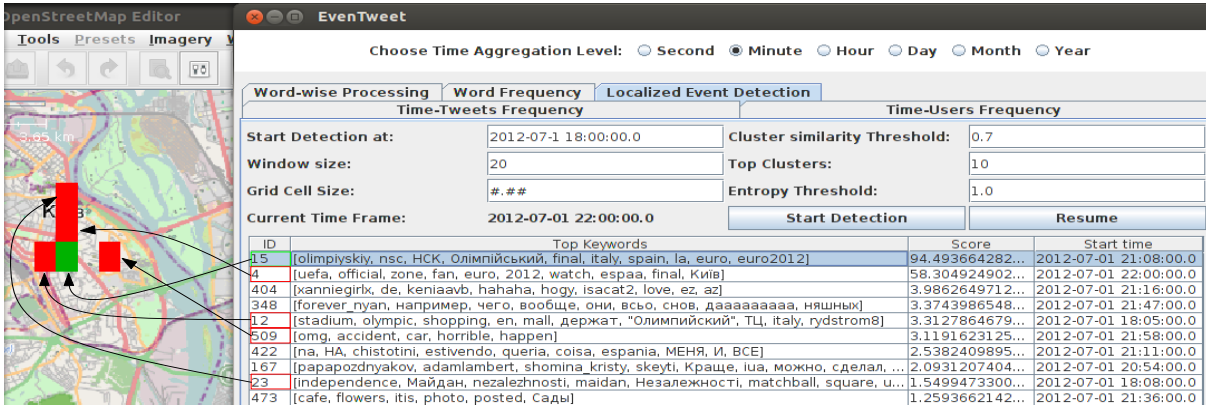 OpenStreetMap Editor
EvenTweet
Tools Presets Imagery
Choose Time Aggregation Level: Second Minute Hour Day Month Year
Word-wise Processing Word Frequency Localized Event Detection
Time-Tweets Frequency Time-Users Frequency
Start Detection at: 2012-07-1 18:00:00.0 Cluster similarity Threshold: 0.7
3.65 km
Window size: 20 Top Clusters: 10
Grid Cell Size: #.## Entropy Threshold: 1.0
Current Time Frame: 2012-07-01 22:00:00.0 Start Detection Resume
ID Top Keywords Score Start time
15 [olimpiyskiy, nsc, НСК, Олімпійський, final, italy, spain, la, euro, euro2012] 94.493664282... 2012-07-01 21:08:00.0
4 [uefa, official, zone, fan, euro, 2012, watch, espaa, final, Київ] 58.304924902... 2012-07-01 22:00:00.0
404 [xanniegirlx, de, keniaavb, hahaha, hogy, isacat2, love, ez, az] 3.9862649712... 2012-07-01 21:16:00.0
348 [forever_nyan, например, чего, вообще, они, всьо, снов, дааааааааа, няшных] 3.3743986548... 2012-07-01 21:47:00.0
12 [stadium, olympic, shopping, en, mall, держат, "Олимпийский", ТЦ, italy, rydstrom8] 3.3127864679... 2012-07-01 18:05:00.0
509 [omg, accident, car, horrible, happen] 3.1191623125... 2012-07-01 21:58:00.0
422 [na, HA, chistotini, estivendo, queria, coisa, espania, МЕНЯ, И, ВСЕ] 2.5382409895... 2012-07-01 21:11:00.0
167 [papapozdnyakov, adamlambert, shomina_kristy, skeyti, Краще, iua, можно, сделал, ... 2.0931207404... 2012-07-01 20:54:00.0
23 [independence, Майдан, nezalezhnosti, maidan, Незалежності, matchball, square, u... 1.5499473300... 2012-07-01 18:08:00.0
473 [cafe, flowers, itis, photo, posted, Сады] 1.2593662142... 2012-07-01 21:36:00.0